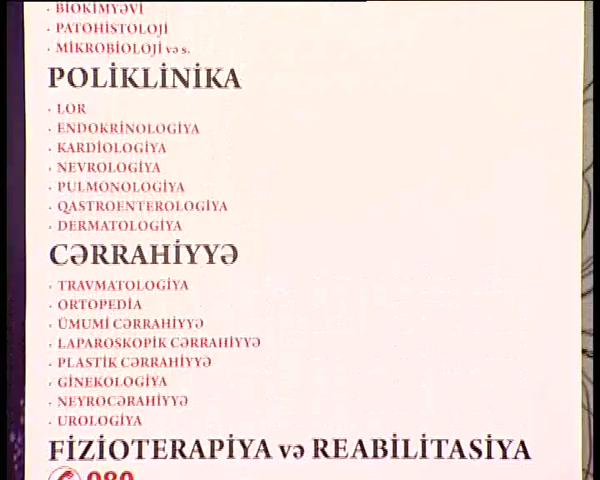 · BİOKİMYƏVİ
· PATOHİSTOLOJİ
· MİKROBİOLOJİ və s.
POLİKLİNİKA
· LOR
· ENDOKRİNOLOGİYA
· KARDİOLOGİYA
· NEVROLOGİYA
· PULMONOLOGİYA
· QASTROENTEROLOGİYA
· DERMATOLOGİYA
CƏRRAHİYYƏ
· TRAVMATOLOGİYA
· ORTOPEDİA
· ÜMUMİ CƏRRAHİYYƏ
· LAPAROSKOPİK CƏRRAHİYYƏ
· PLASTİK CƏRRAHİYYƏ
· GİNEKOLOGİYA
· NEYROCƏRAHİYYƏ
· UROLOGİYA
FİZİOTERAPİYA və REABİLİTASİYA